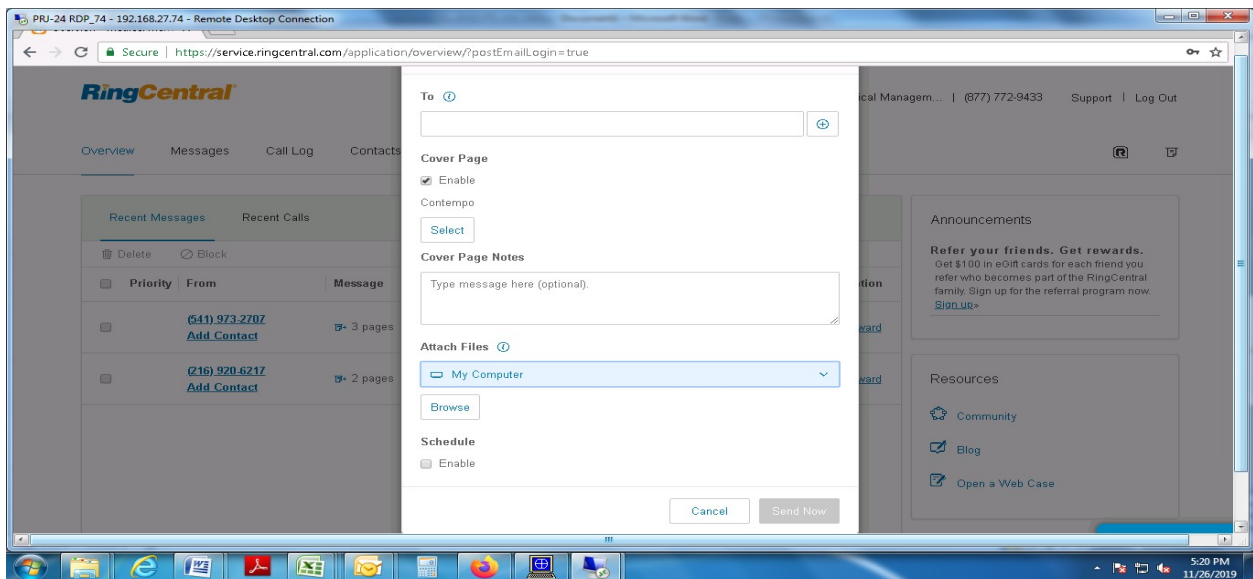 PRJ-24 RDP_74 - 192.168.27.74 - Remote Desktop Connection
Secure | https://service.ringcentral.com/application/overview/?postEmailLogin=true
RingCentral
ical Managem... | (877) 772-9433 Support | Log Out
Overview Messages Call Log Contacts
To
Cover Page
Enable
Contempo
Select
Cover Page Notes
Type message here (optional).
Attach Files
My Computer
Browse
Schedule
Enable
Cancel Send Now
Recent Messages Recent Calls
Delete Block
Priority From Message tion
(541) 973-2707
Add Contact
3 pages ward
(216) 920-6217
Add Contact
2 pages ward
Announcements
Refer your friends. Get rewards.
Get $100 in eGift cards for each friend you
refer who becomes part of the RingCentral
family. Sign up for the referral program now.
Sign up»
Resources
Community
Blog
Open a Web Case
5:20 PM
11/26/2019